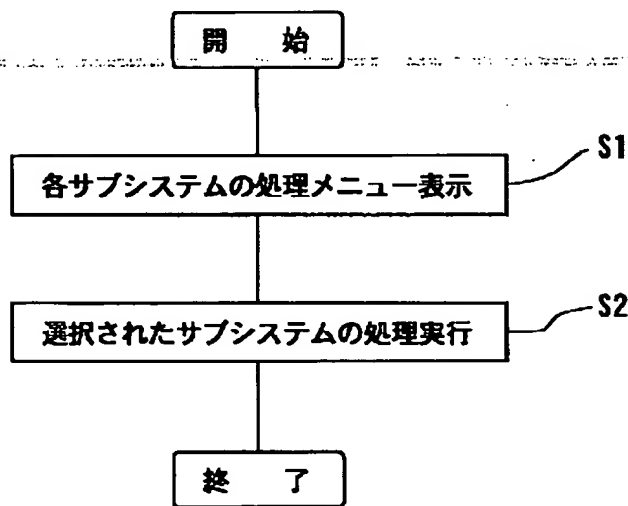 開 始
各サブシステムの処理メニュー表示
S1
選択されたサブシステムの処理実行
S2
終 了